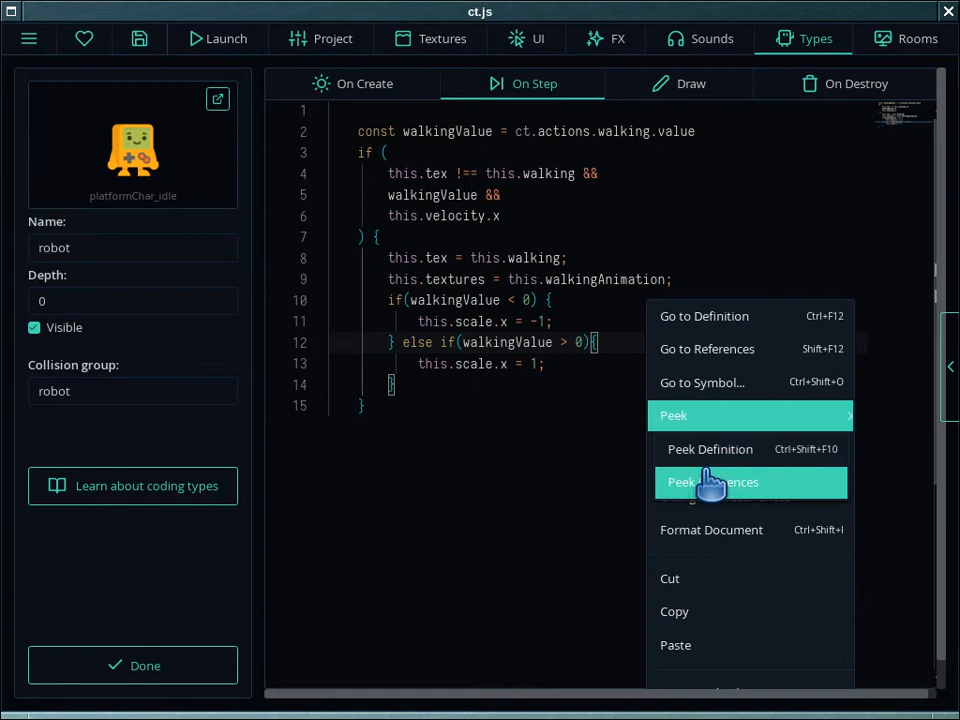 ct.js
Launch
Project
Textures
UI
FX
Sounds
Types
Rooms
platformChar_idle
Name:
robot
Depth:
0
Visible
Collision group:
robot
Learn about coding types
Done
On Create
On Step
Draw
On Destroy
1
2 const walkingValue = ct.actions.walking.value
3 if (
4 this.tex !== this.walking &&
5 walkingValue &&
6 this.velocity.x
7 ) {
8 this.tex = this.walking;
9 this.textures = this.walkingAnimation;
10 if(walkingValue < 0) {
11 this.scale.x = -1;
12 } else if(walkingValue > 0){
13 this.scale.x = 1;
14 }
15 }
Go to Definition Ctrl+F12
Go to References Shift+F12
Go to Symbol... Ctrl+Shift+O
Peek
Peek Definition Ctrl+Shift+F10
Peek
Format Document Ctrl+Shift+I
Cut
Copy
Paste